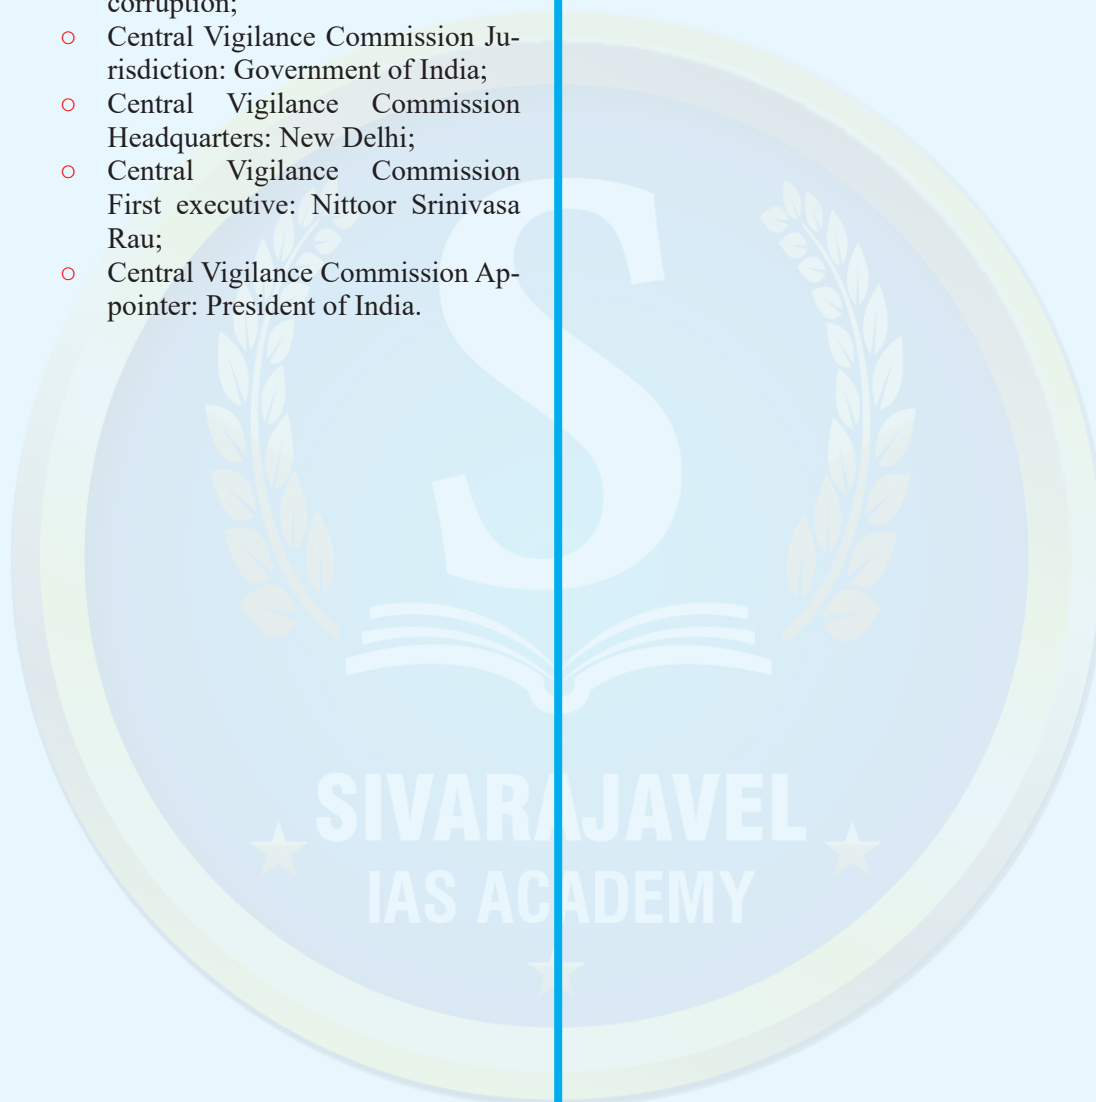 corruption;
○ Central Vigilance Commission Ju-
risdiction: Government of India;
○ Central Vigilance Commission
Headquarters: New Delhi;
○ Central Vigilance Commission
First executive: Nittoor Srinivasa
Rau;
○ Central Vigilance Commission Ap-
pointer: President of India.
S
SIVARAJAVEL
IAS ACADEMY